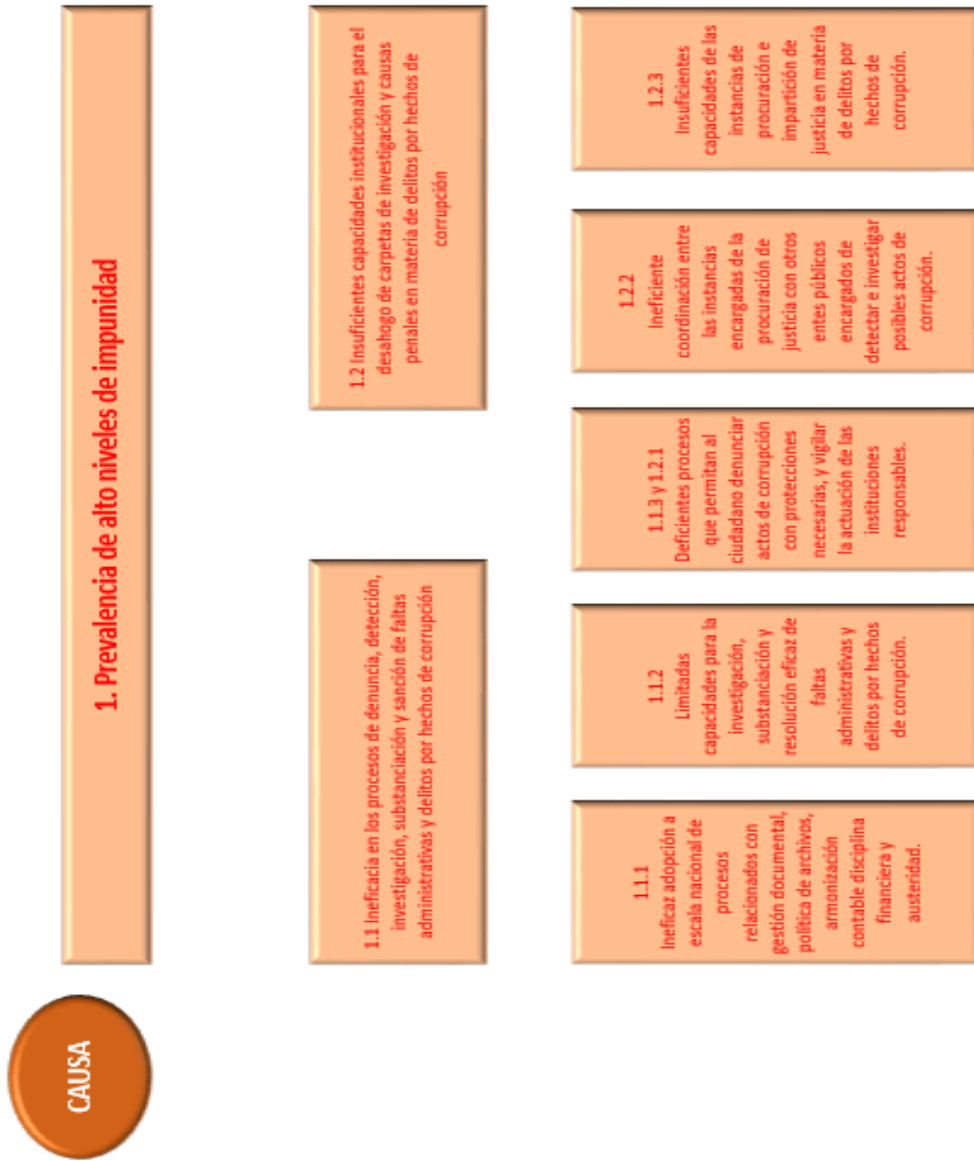 CAUSA
1. Prevalencia de alto niveles de impunidad
1.1 Ineficacia en los procesos de denuncia, detección,
investigación, substanciación y sanción de faltas
administrativas y delitos por hechos de corrupción
1.2 Insuficientes capacidades institucionales para el
desahogo de carpetas de investigación y causas
penales en materia de delitos por hechos de
corrupción
1.1.1
Ineficaz adopción a
escala nacional de
procesos
relacionados con
gestión documental,
política de archivos,
armonización
contable disciplina
financiera y
austeridad.
1.1.2
Limitadas
capacidades para la
investigación,
substanciación y
resolución eficaz de
faltas
administrativas y
delitos por hechos
de corrupción.
1.1.3 y 1.2.1
Deficientes procesos
que permitan al
ciudadano denunciar
actos de corrupción
con protecciones
necesarias, y vigilar
la actuación de las
instituciones
responsables.
1.2.2
Ineficiente
coordinación entre
las instancias
encargadas de la
procuración de
justicia con otros
entes públicos
encargados de
detectar e investigar
posibles actos de
corrupción.
1.2.3
Insuficientes
capacidades de las
instancias de
procuración e
impartición de
justicia en materia
de delitos por
hechos de
corrupción.